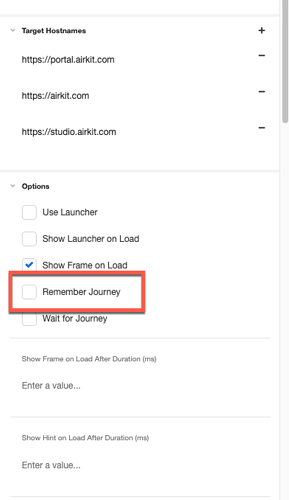 Target Hostnames
https://portal.airkit.com
https://airkit.com
https://studio.airkit.com
Options
Use Launcher
Show Launcher on Load
Show Frame on Load
Remember Journey
Wait for Journey
Show Frame on Load After Duration (ms)
Enter a value...
Show Hint on Load After Duration (ms)
Enter a value...